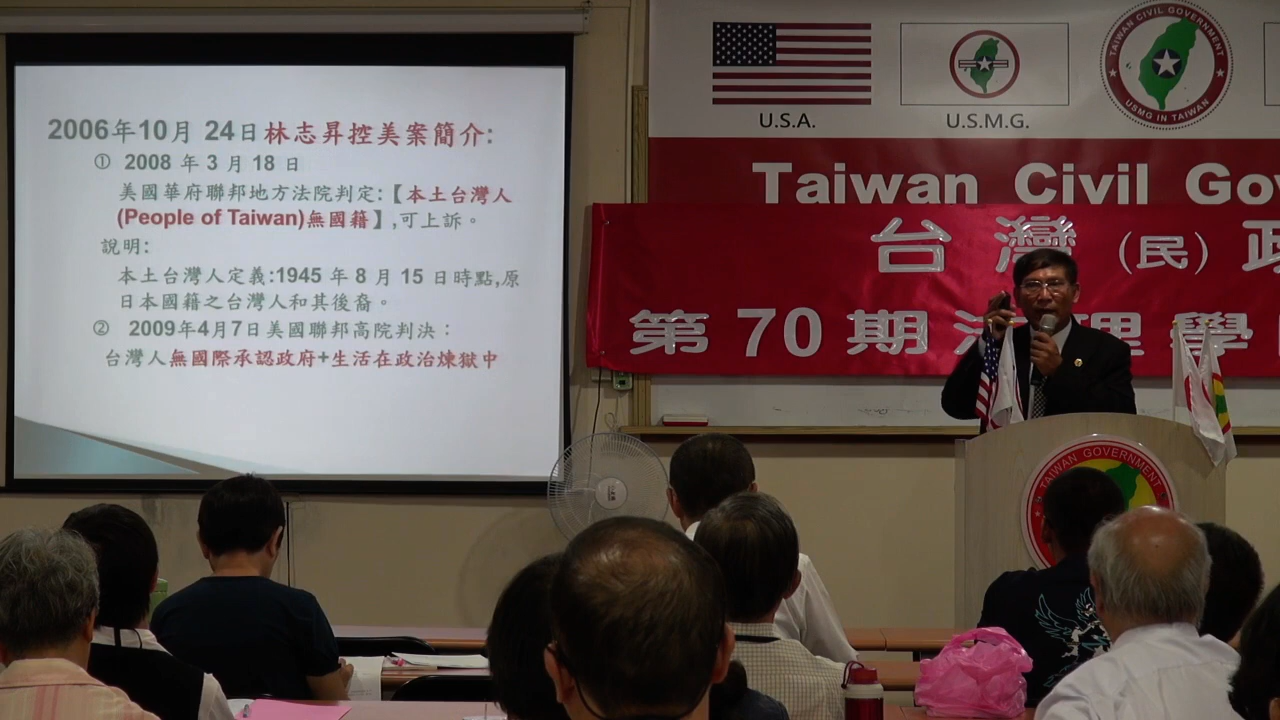 2006年10月 24日林志昇控美案簡介:
① 2008 年 3 月 18 日
美國華府聯邦地方法院判定:【本土台灣人
(People of Taiwan)無國籍】,可上訴。
說明:
本土台灣人定義:1945 年 8 月 15 日時點,原
日本國籍之台灣人和其後裔。
② 2009年4月7日美國聯邦高院判決:
台灣人無國際承認政府+生活在政治煉獄中
U.S.A.
U.S.M.G.
TAIWAN CIVIL GOVERNMENT
USMG IN TAIWAN
Taiwan Civil Go
台灣(民)政
第70期法理學
TAIWAN GOVERNMENT